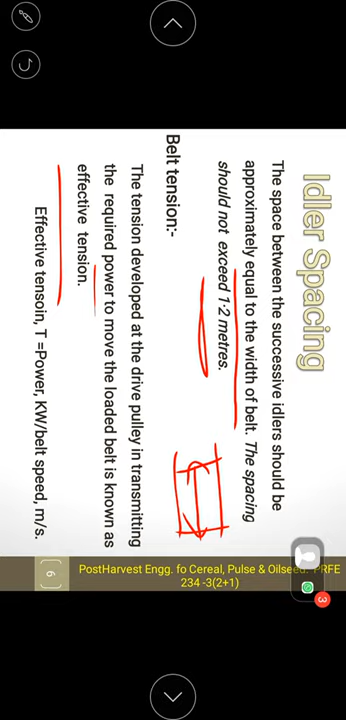 Idler Spacing
The space between the successive idlers should be
approximately equal to the width of belt. The spacing
should not exceed 1·2 metres.
Belt tension:-
The tension developed at the drive pulley in transmitting
the required power to move the loaded belt is known as
effective tension.
Effective tensoin, T =Power, KW/belt speed, m/s.
PostHarvest Engg. fo Cereal, Pulse & Oilseed. PRFE
234 -3(2+1)
6
3